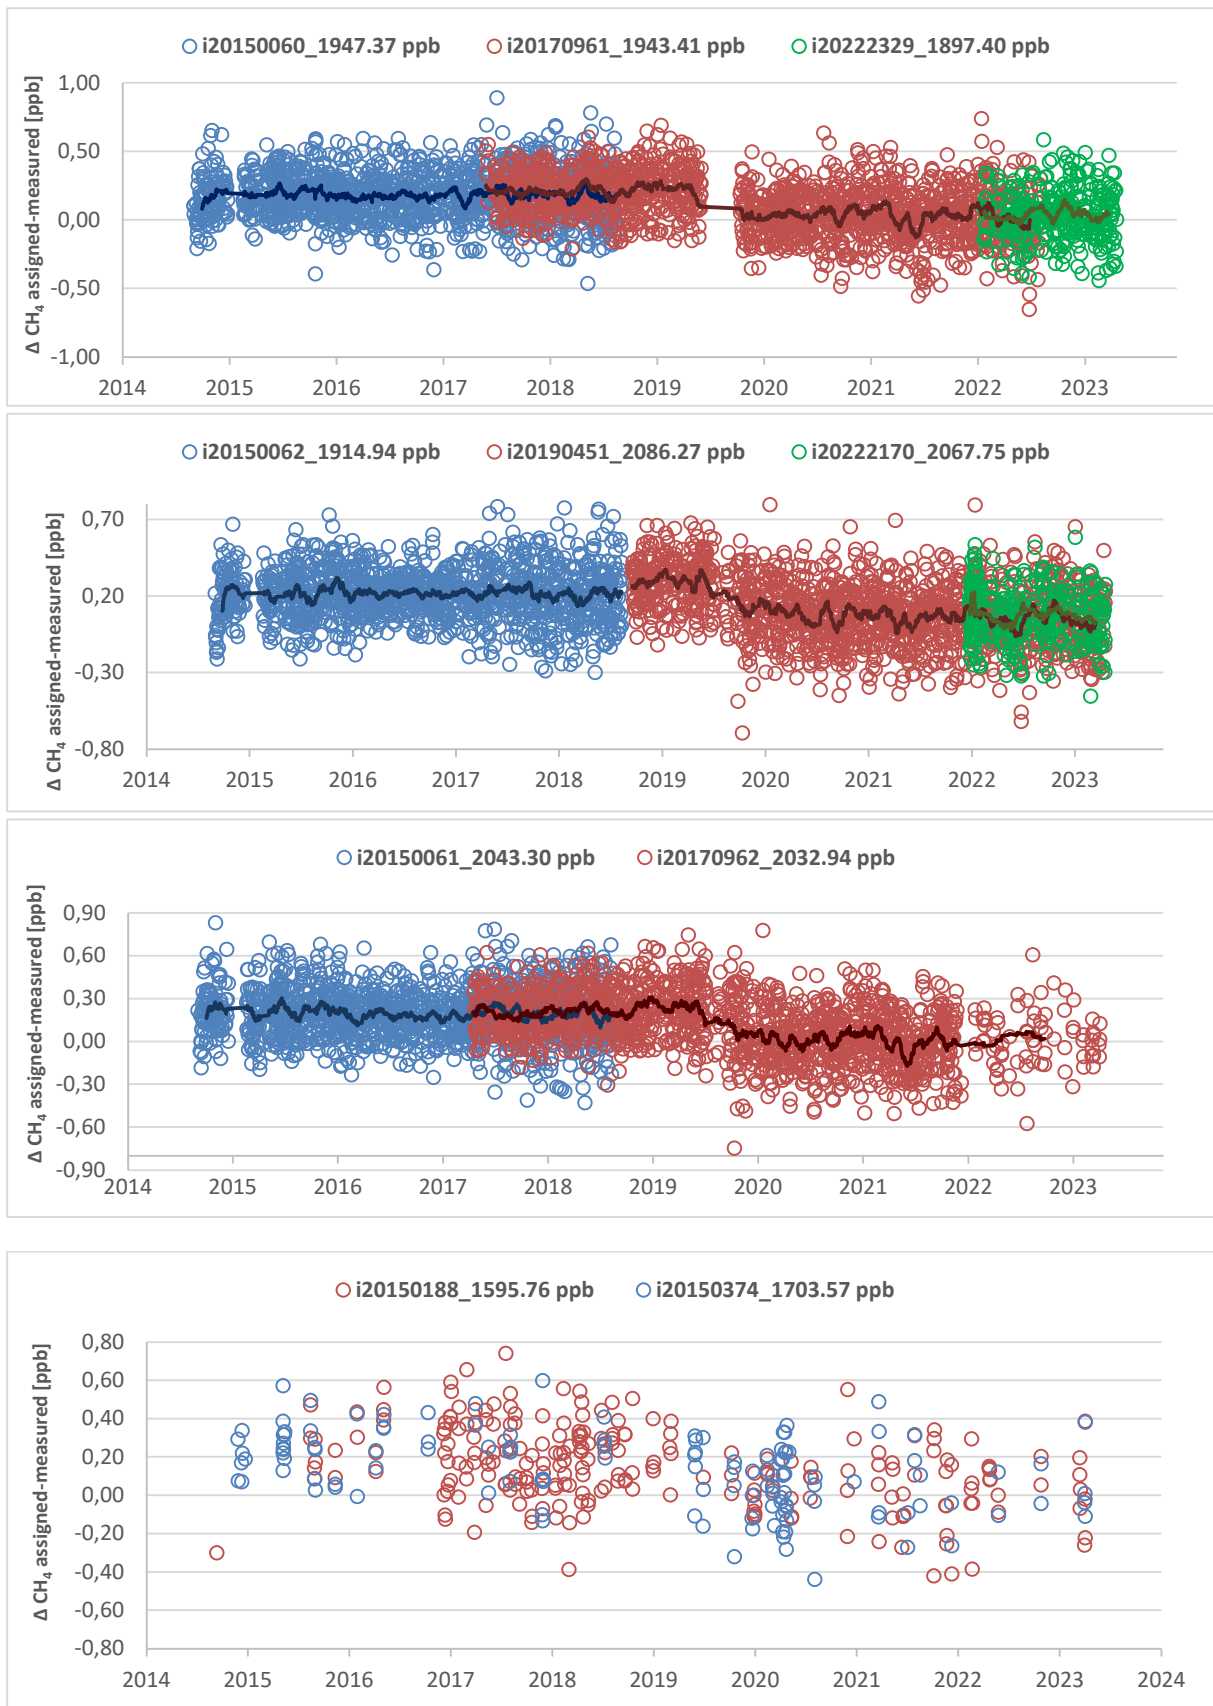 i20150060_1947.37 ppb i20170961_1943.41 ppb i20222329_1897.40 ppb
Δ CH₄ assigned-measured [ppb]
1,00
0,50
0,00
-0,50
-1,00
2014 2015 2016 2017 2018 2019 2020 2021 2022 2023
i20150062_1914.94 ppb i20190451_2086.27 ppb i20222170_2067.75 ppb
Δ CH₄ assigned-measured [ppb]
0,70
0,20
-0,30
-0,80
2014 2015 2016 2017 2018 2019 2020 2021 2022 2023
i20150061_2043.30 ppb i20170962_2032.94 ppb
Δ CH₄ assigned-measured [ppb]
0,90
0,60
0,30
0,00
-0,30
-0,60
-0,90
2014 2015 2016 2017 2018 2019 2020 2021 2022 2023
i20150188_1595.76 ppb i20150374_1703.57 ppb
Δ CH₄ assigned-measured [ppb]
0,80
0,60
0,40
0,20
0,00
-0,20
-0,40
-0,60
-0,80
2014 2015 2016 2017 2018 2019 2020 2021 2022 2023 2024